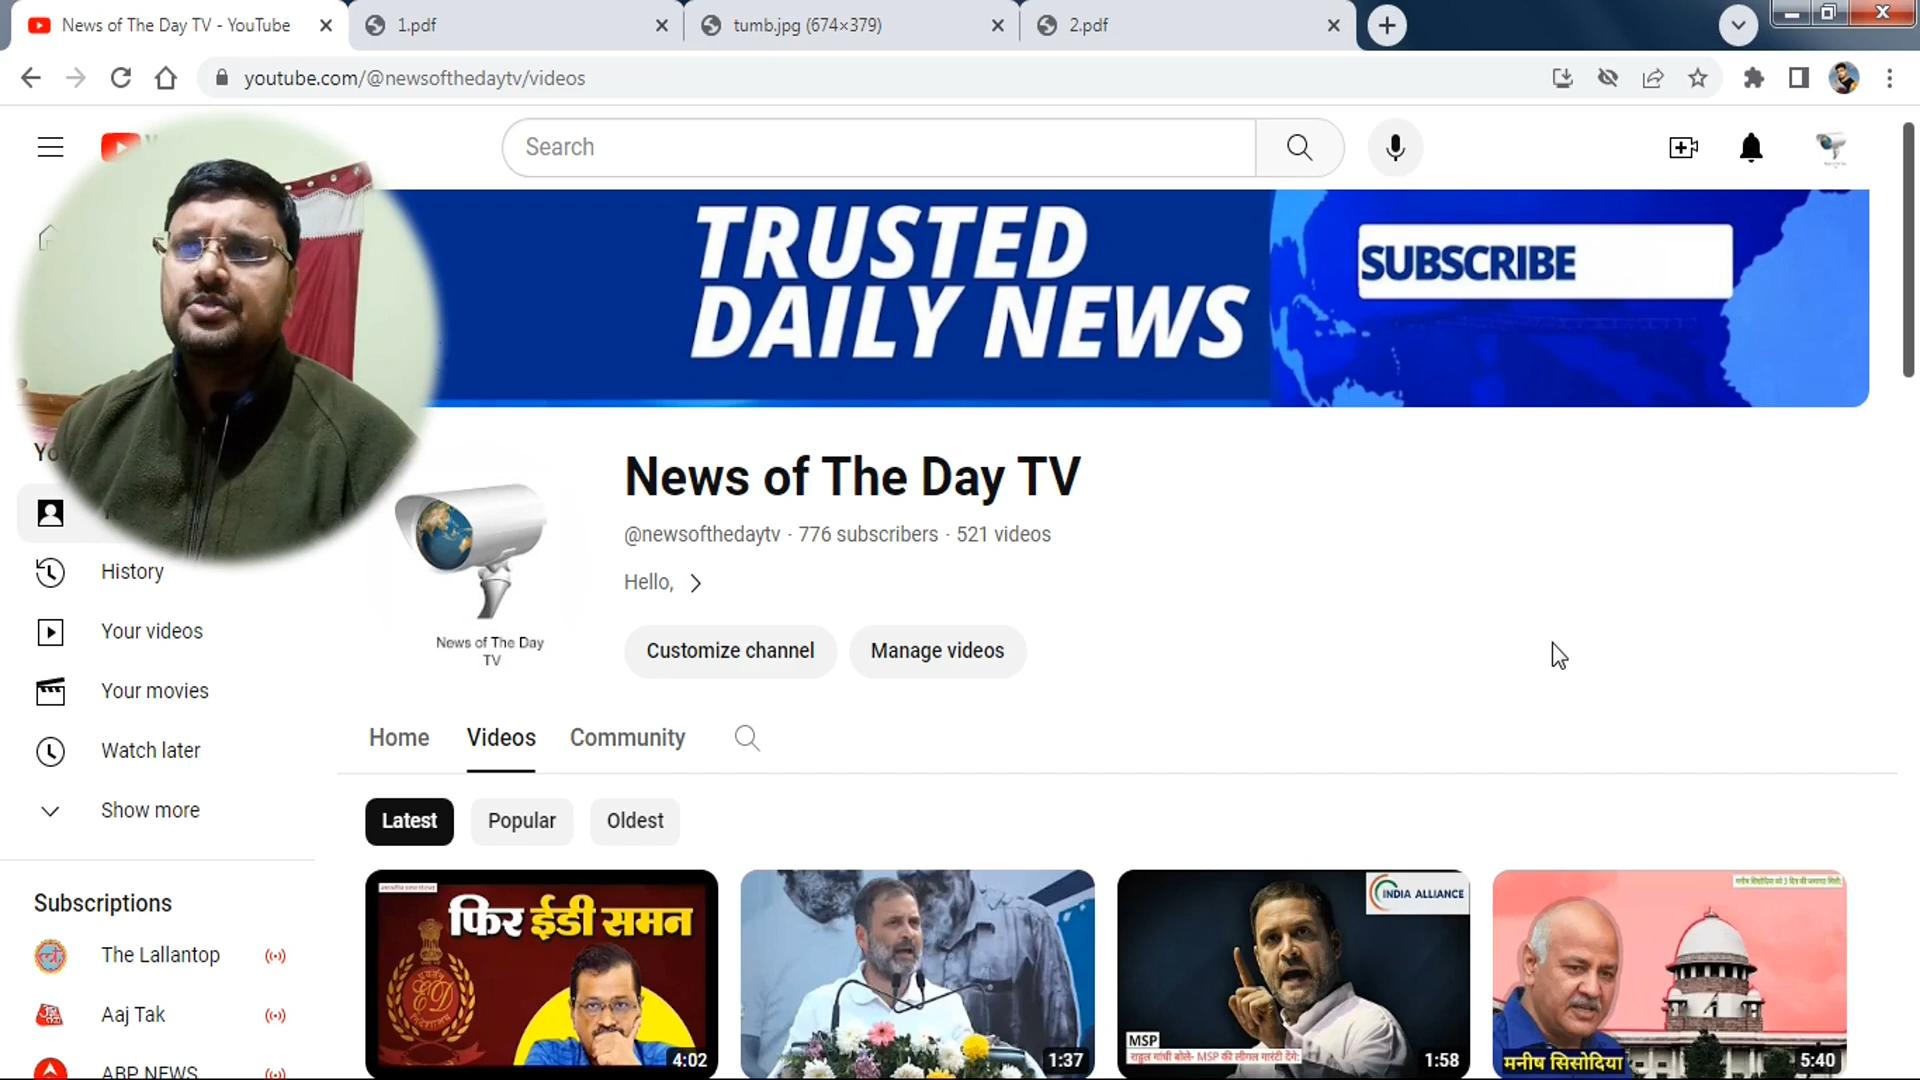 News of The Day TV - YouTube
1.pdf
tumb.jpg (674×379)
2.pdf
youtube.com/@newsofthedaytv/videos
Search
TRUSTED
DAILY NEWS
SUBSCRIBE
News of The Day TV
@newsofthedaytv · 776 subscribers · 521 videos
Hello,
News of The Day
TV
Customize channel
Manage videos
History
Your videos
Your movies
Watch later
Show more
Home
Videos
Community
Latest
Popular
Oldest
Subscriptions
The Lallantop
Aaj Tak
ABP NEWS
फिर ईडी समन
ED
4:02
1:37
INDIA ALLIANCE
MSP
राहुल गांधी बोले- MSP की लीगल गारंटी देंगे:
1:58
मनीष सिसोदिया
5:40